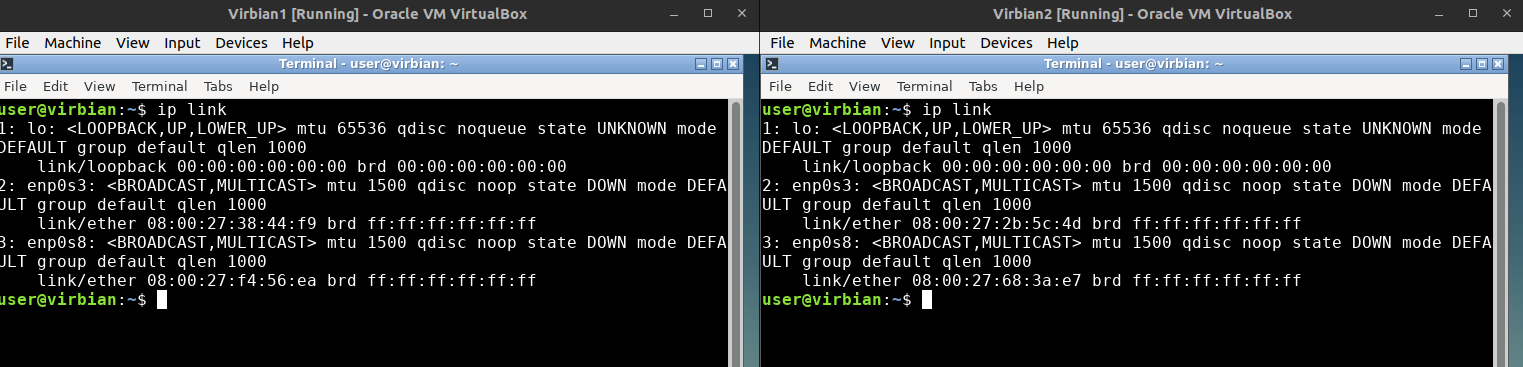 Virbian1 [Running] - Oracle VM VirtualBox
File Machine View Input Devices Help
Terminal - user@virbian: ~
File Edit View Terminal Tabs Help
user@virbian:~$ ip link
1: lo: <LOOPBACK,UP,LOWER_UP> mtu 65536 qdisc noqueue state UNKNOWN mode
DEFAULT group default qlen 1000
    link/loopback 00:00:00:00:00:00 brd 00:00:00:00:00:00
2: enp0s3: <BROADCAST,MULTICAST> mtu 1500 qdisc noop state DOWN mode DEFA
ULT group default qlen 1000
    link/ether 08:00:27:38:44:f9 brd ff:ff:ff:ff:ff:ff
3: enp0s8: <BROADCAST,MULTICAST> mtu 1500 qdisc noop state DOWN mode DEFA
ULT group default qlen 1000
    link/ether 08:00:27:f4:56:ea brd ff:ff:ff:ff:ff:ff
user@virbian:~$
Virbian2 [Running] - Oracle VM VirtualBox
File Machine View Input Devices Help
Terminal - user@virbian: ~
File Edit View Terminal Tabs Help
user@virbian:~$ ip link
1: lo: <LOOPBACK,UP,LOWER_UP> mtu 65536 qdisc noqueue state UNKNOWN mode
DEFAULT group default qlen 1000
    link/loopback 00:00:00:00:00:00 brd 00:00:00:00:00:00
2: enp0s3: <BROADCAST,MULTICAST> mtu 1500 qdisc noop state DOWN mode DEFA
ULT group default qlen 1000
    link/ether 08:00:27:2b:5c:4d brd ff:ff:ff:ff:ff:ff
3: enp0s8: <BROADCAST,MULTICAST> mtu 1500 qdisc noop state DOWN mode DEFA
ULT group default qlen 1000
    link/ether 08:00:27:68:3a:e7 brd ff:ff:ff:ff:ff:ff
user@virbian:~$